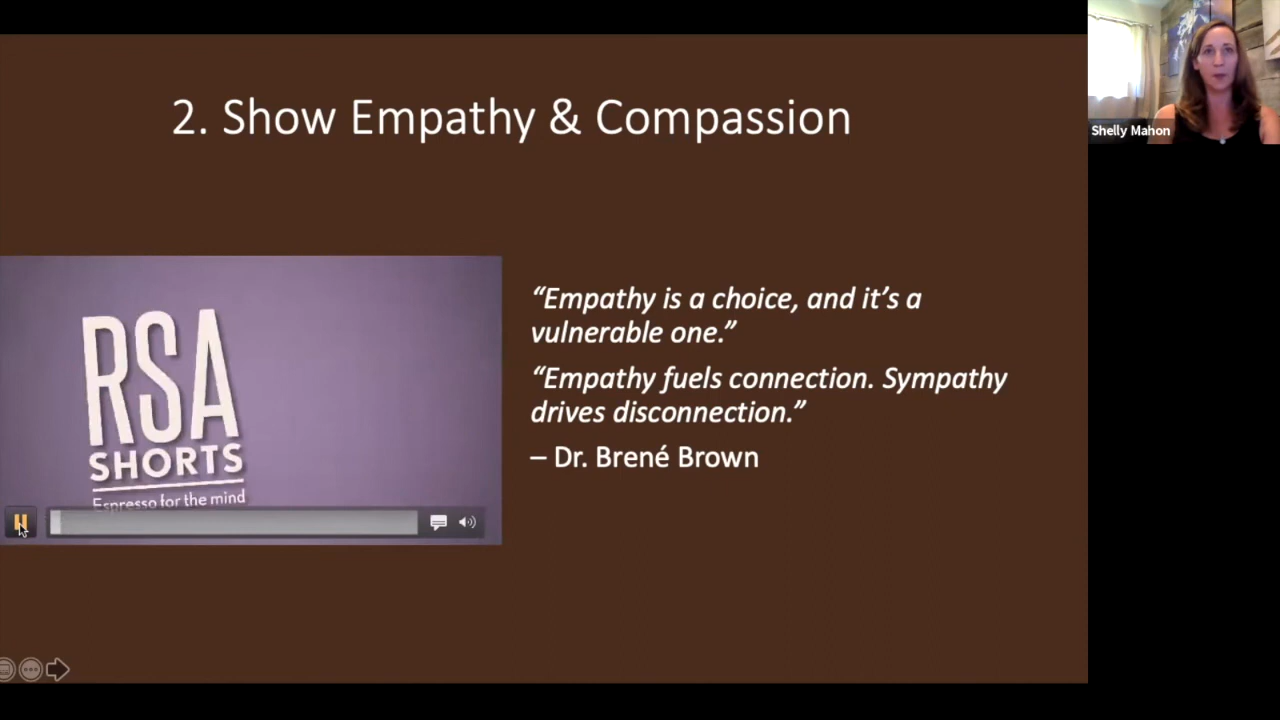 2. Show Empathy & Compassion
Shelly Mahon
RSA
SHORTS
Espresso for the mind
“Empathy is a choice, and it’s a
vulnerable one.”
“Empathy fuels connection. Sympathy
drives disconnection.”
– Dr. Brené Brown